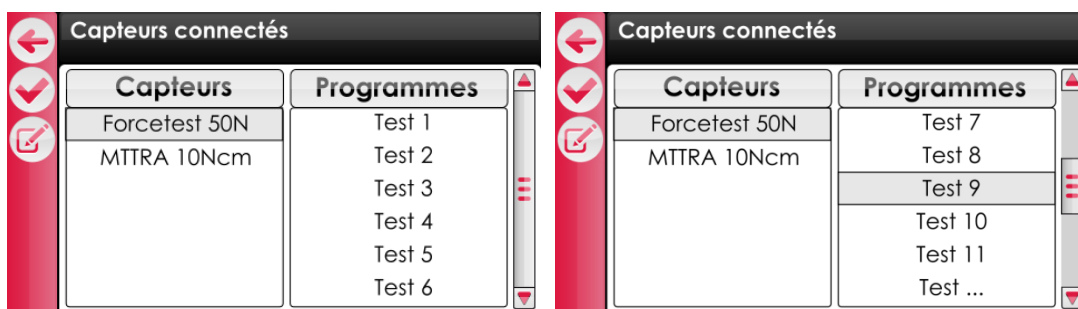 Capteurs connectés
Capteurs
Programmes
Forcetest 50N
Test 1
MTTRA 10Ncm
Test 2
Test 3
Test 4
Test 5
Test 6
Capteurs connectés
Capteurs
Programmes
Forcetest 50N
Test 7
MTTRA 10Ncm
Test 8
Test 9
Test 10
Test 11
Test ...